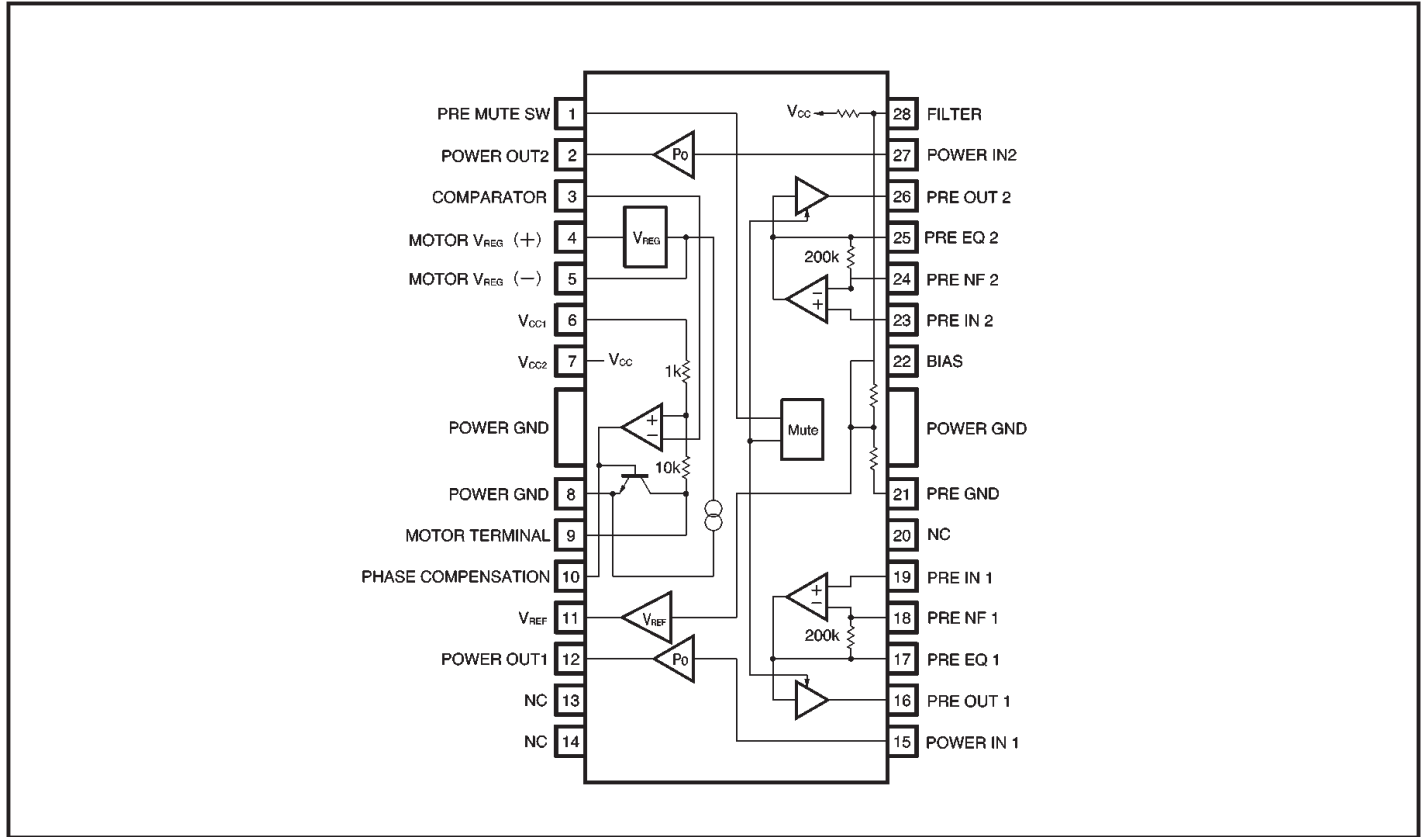 PRE MUTE SW 1
POWER OUT2 2
COMPARATOR 3
MOTOR VREG (+) 4
MOTOR VREG (−) 5
VCC1 6
VCC2 7
POWER GND
POWER GND 8
MOTOR TERMINAL 9
PHASE COMPENSATION 10
VREF 11
POWER OUT1 12
NC 13
NC 14
PO
VREG
VCC
1k
+
−
10k
VREF
PO
VCC
200k
−
+
Mute
+
−
200k
28 FILTER
27 POWER IN2
26 PRE OUT 2
25 PRE EQ 2
24 PRE NF 2
23 PRE IN 2
22 BIAS
POWER GND
21 PRE GND
20 NC
19 PRE IN 1
18 PRE NF 1
17 PRE EQ 1
16 PRE OUT 1
15 POWER IN 1